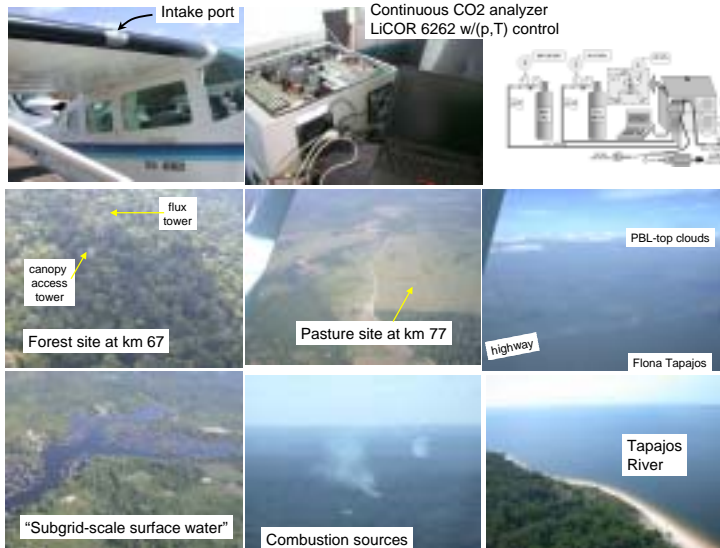 Intake port
Continuous CO2 analyzer
LiCOR 6262 w/(p,T) control
flux
tower
canopy
access
tower
Forest site at km 67
Pasture site at km 77
PBL-top clouds
highway
Flona Tapajos
“Subgrid-scale surface water”
Combustion sources
Tapajos
River